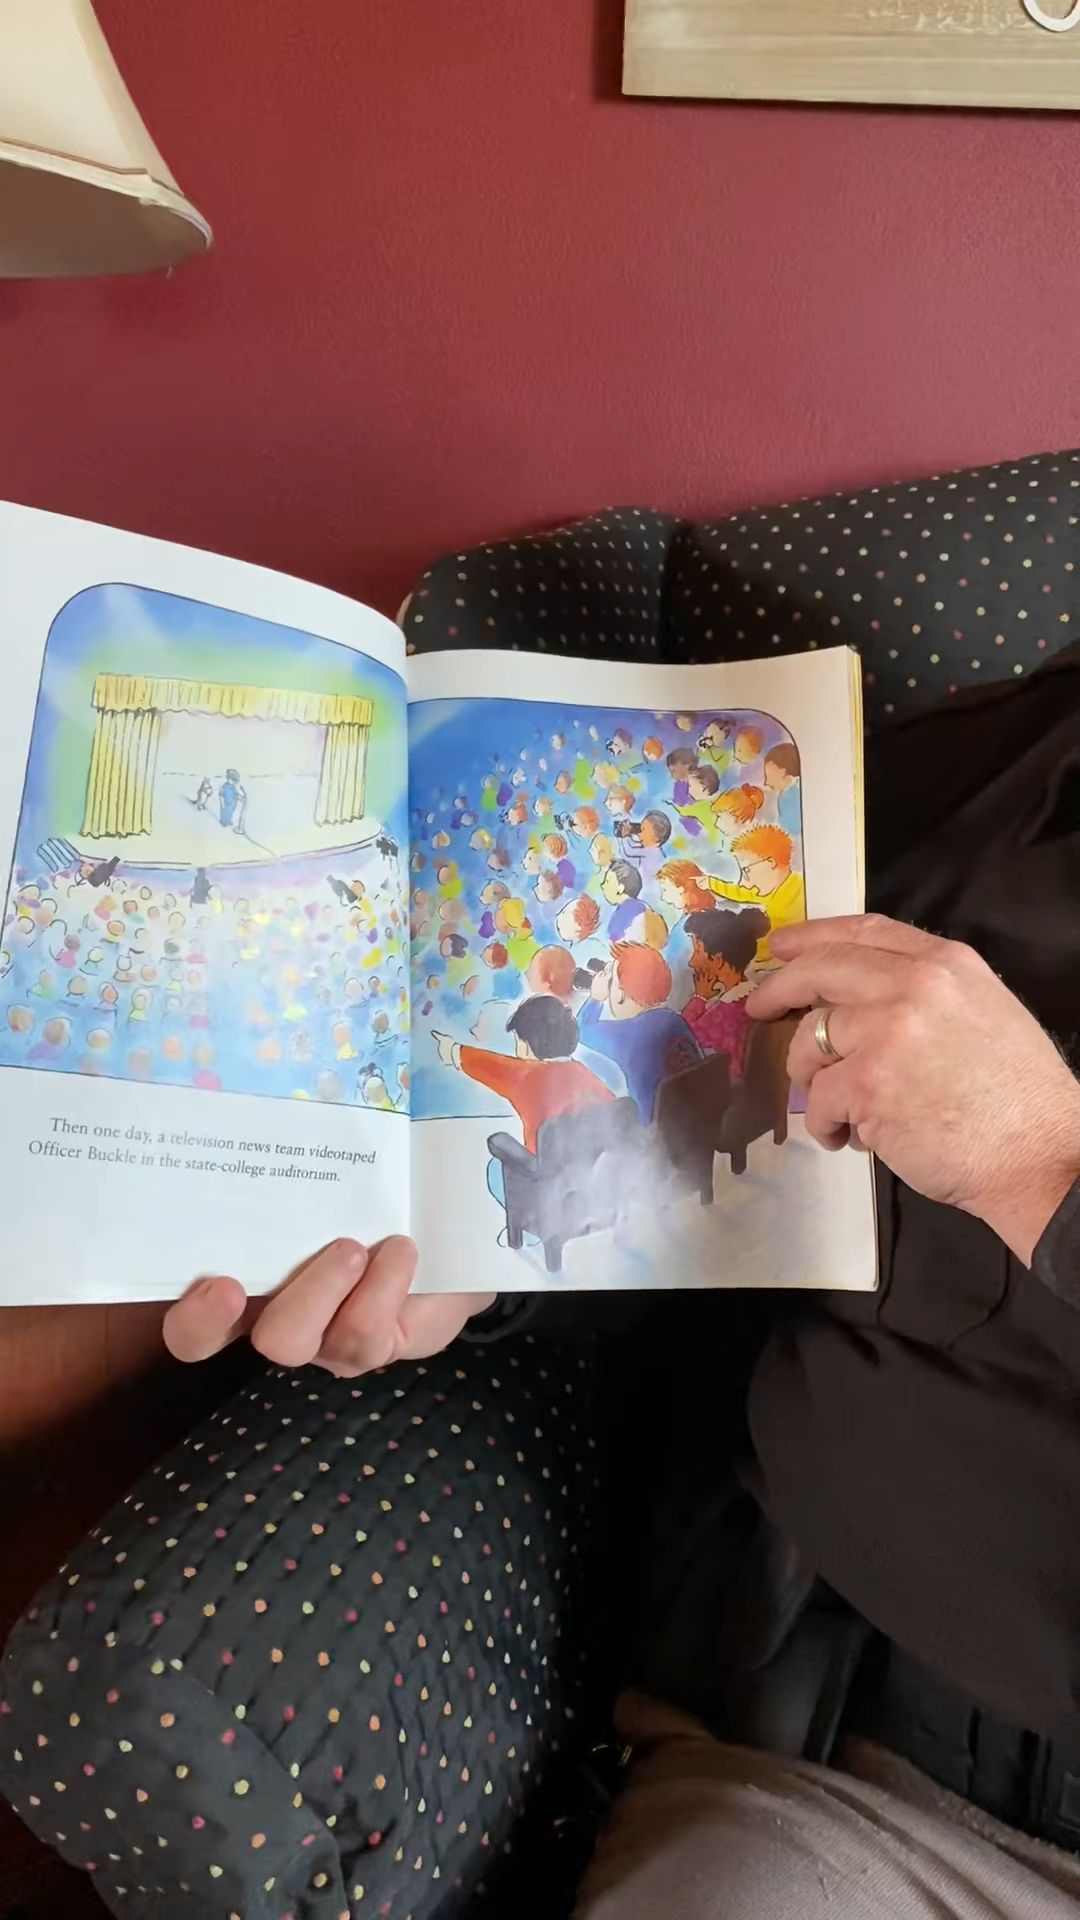 Then one day, a television news team videotaped
Officer Buckle in the state-college auditorium.